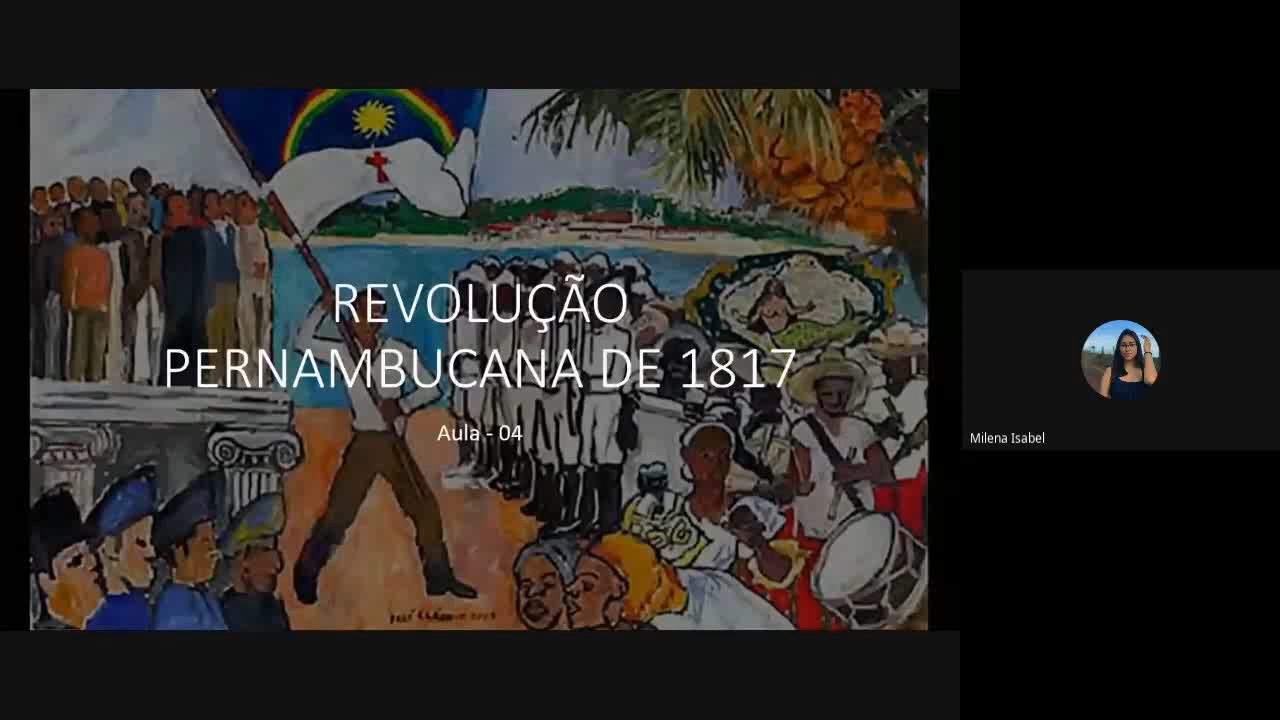 REVOLUÇÃO
PERNAMBUCANA DE 1817
Aula - 04
Milena Isabel